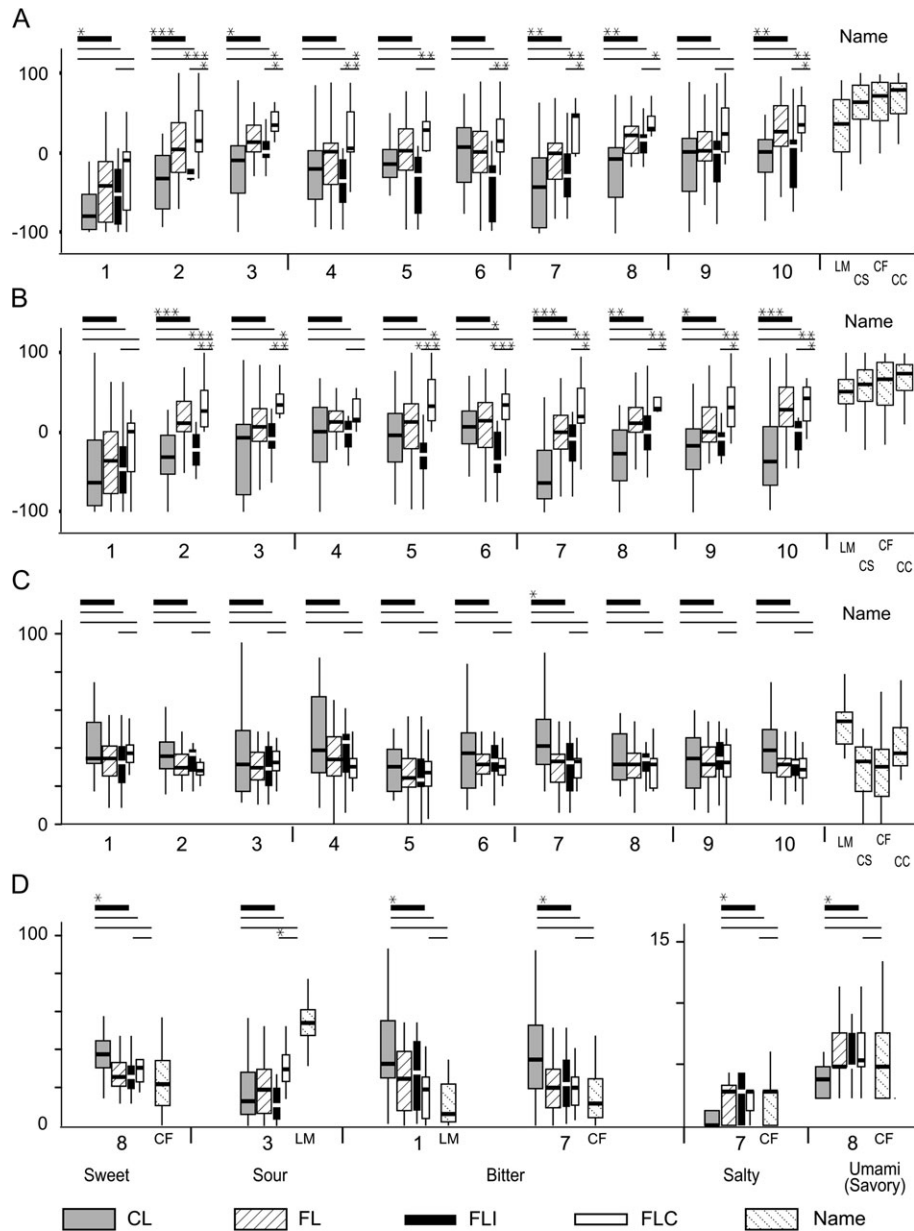 A
* *** * ** ** ** Name
*** * * ** * ** **
* ** ** * *
100
0
-100
1 2 3 4 5 6 7 8 9 10 LM CS CF CC
B
*** *** ** * *** Name
*** * * * ** ** * **
*** ** *** *** * * * *
100
0
-100
1 2 3 4 5 6 7 8 9 10 LM CS CF CC
C
* Name
100
0
1 2 3 4 5 6 7 8 9 10 LM CS CF CC
D
* * * * *
*
100 15
0
8 CF 3 LM 1 LM 7 CF 7 CF 8 CF
Sweet Sour Bitter Salty Umami
(Savory)
CL FL FLI FLC Name